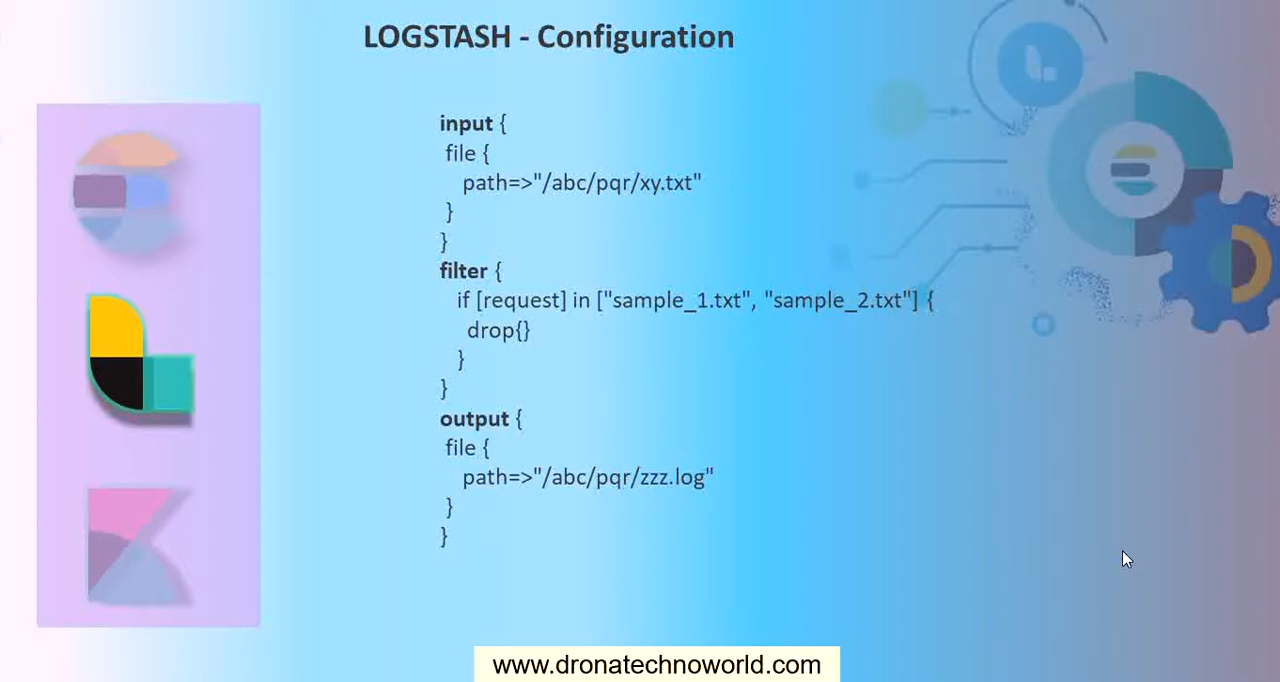 LOGSTASH - Configuration
input {
file {
path=>"/abc/pqr/xy.txt"
}
}
filter {
if [request] in ["sample_1.txt", "sample_2.txt"] {
drop{}
}
}
output {
file {
path=>"/abc/pqr/zzz.log"
}
}
www.dronatechnoworld.com